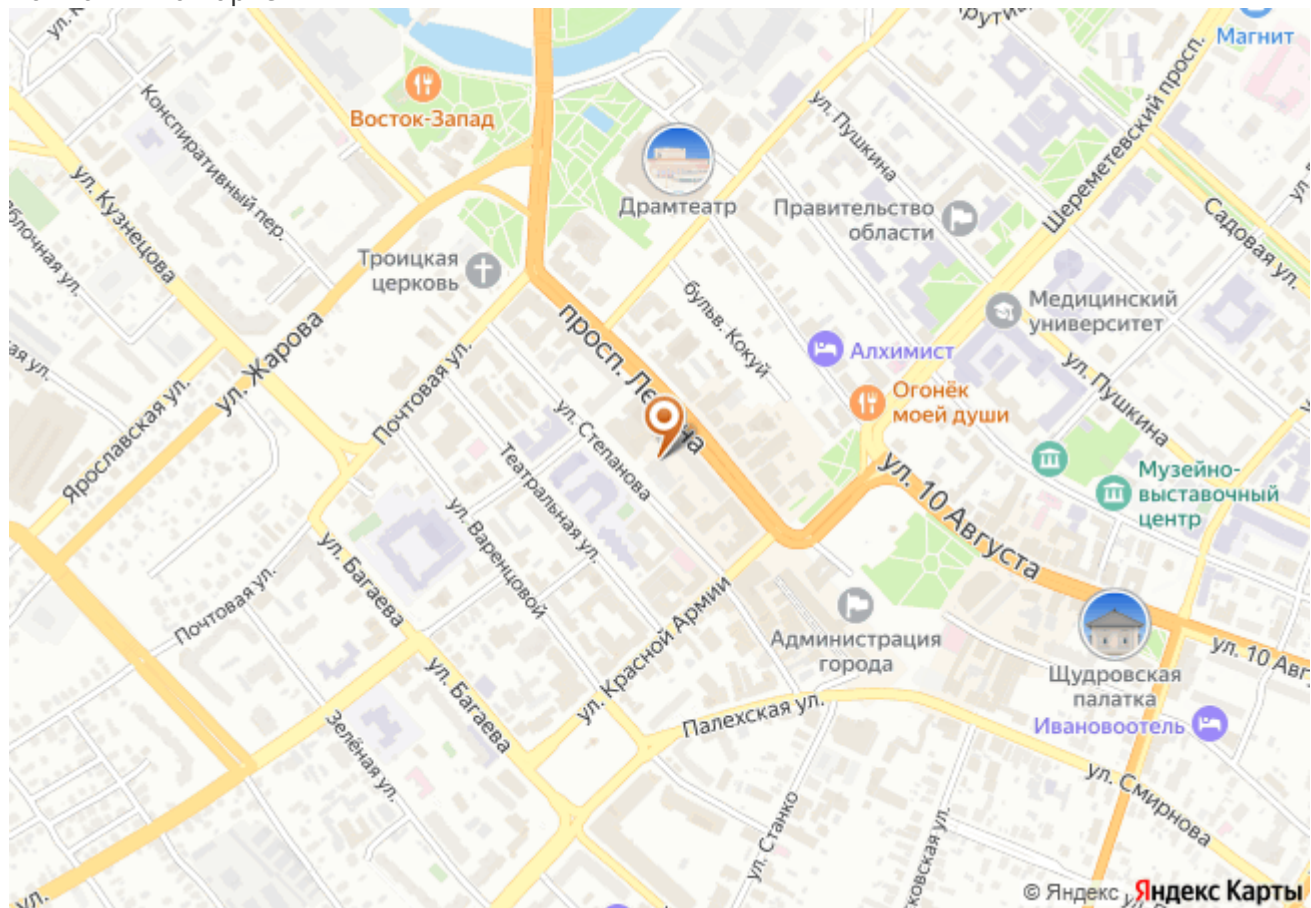 Магнит
Восток-Запад
Конспиративный пер.
ул. Пушкина
Шереметевский просп.
Драмтеатр
Правительство
области
ул. Кузнецова
Садовая ул.
Троицкая
церковь
бульв. Кокуй
Медицинский
университет
ул. Жарова
просп.
Алхимист
Почтовая ул.
Огонёк
моей души
ул. Пушкина
Ярославская ул.
ул. Степанова
Театральная ул.
ул. 10 Августа
Музейно-
выставочный
центр
ул. Варенцовой
ул. Багаева
Почтовая ул.
ул. Красной Армии
Администрация
города
ул. 10 Авг
Щудровская
палатка
ул. Багаева
Палехская ул.
Ивановоотель
Зелёная ул.
ул. Смирнова
ул. Станко
© Яндекс
Яндекс Карты